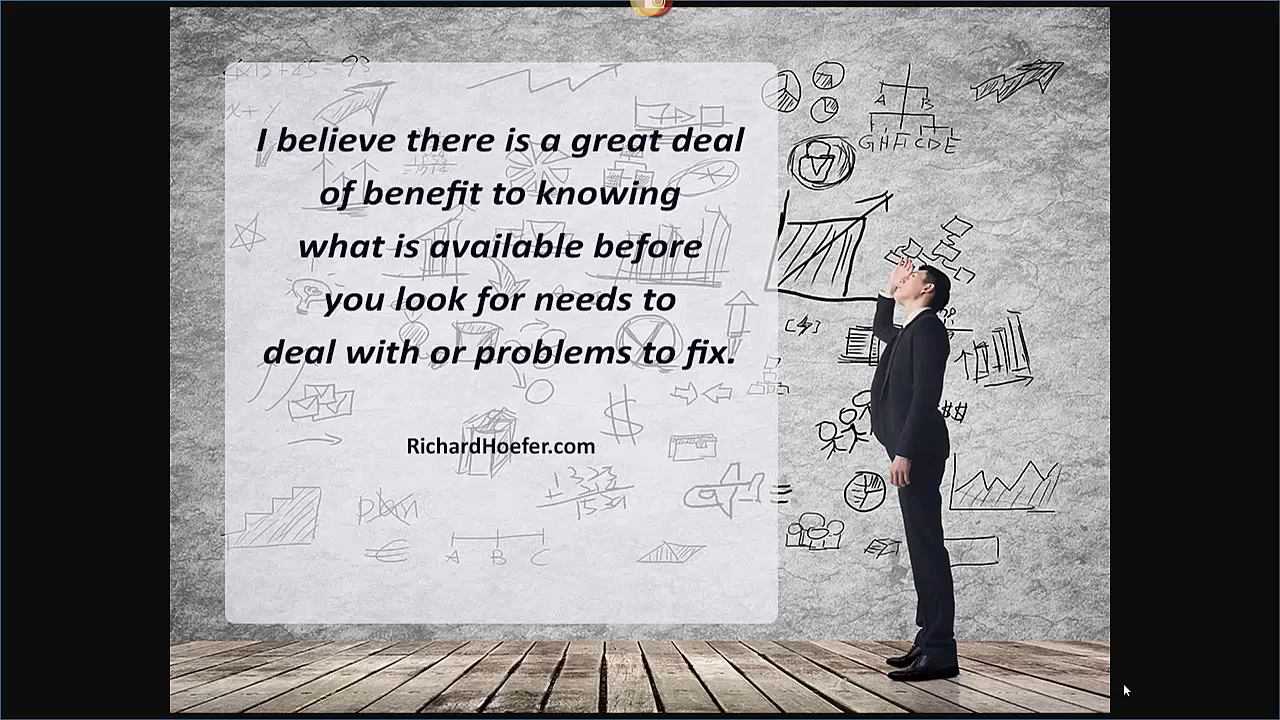 I believe there is a great deal
of benefit to knowing
what is available before
you look for needs to
deal with or problems to fix.
RichardHoefer.com
x+y
A B
G H F I C D E
$
$$
plan
€
A B C